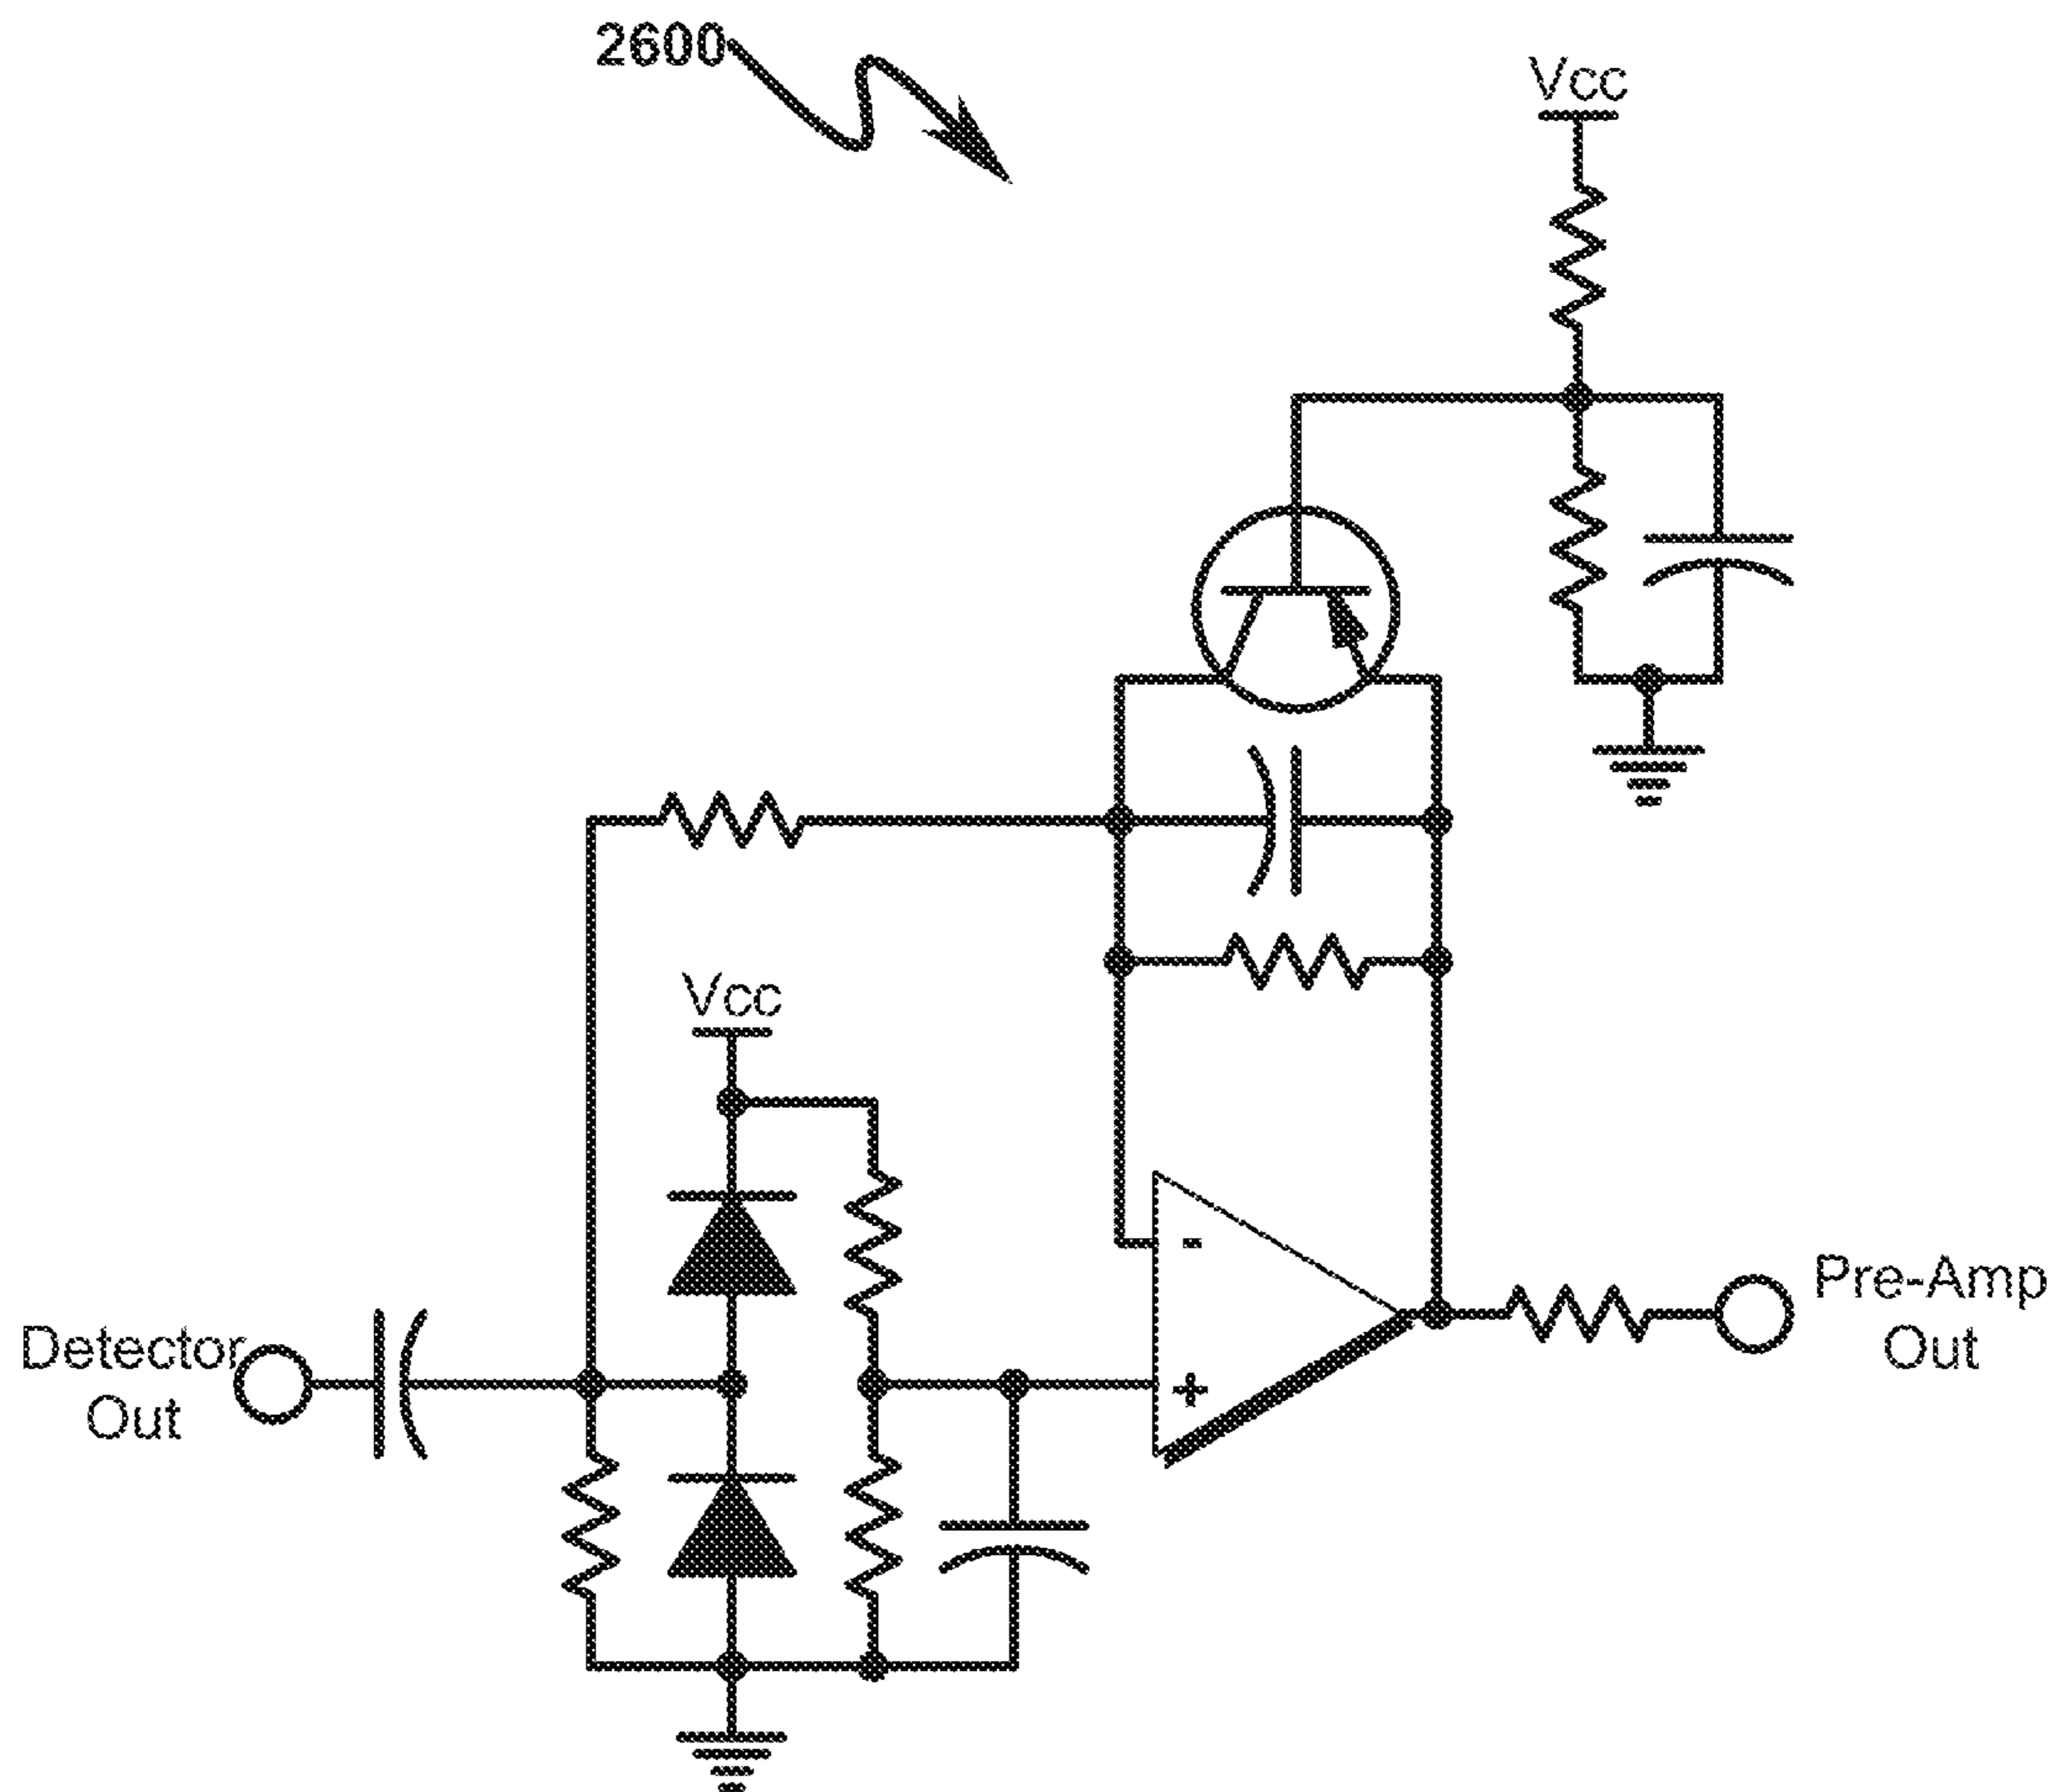 2600
Vcc
Vcc
-
+
Detector
Out
Pre-Amp
Out